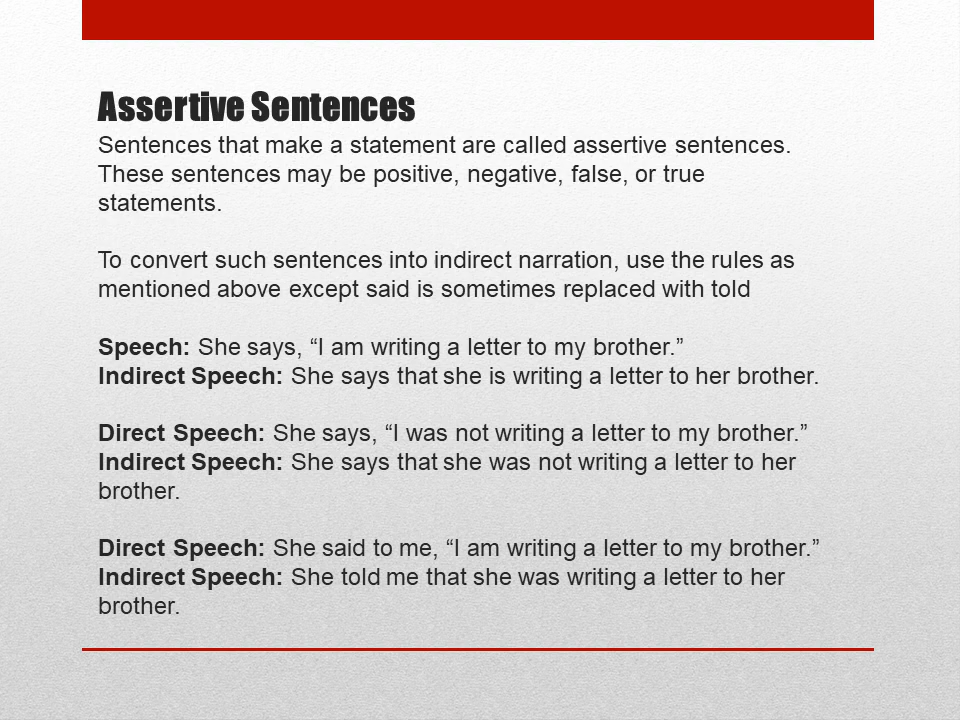 Assertive Sentences
Sentences that make a statement are called assertive sentences.
These sentences may be positive, negative, false, or true
statements.
To convert such sentences into indirect narration, use the rules as
mentioned above except said is sometimes replaced with told
Speech: She says, “I am writing a letter to my brother.”
Indirect Speech: She says that she is writing a letter to her brother.
Direct Speech: She says, “I was not writing a letter to my brother.”
Indirect Speech: She says that she was not writing a letter to her
brother.
Direct Speech: She said to me, “I am writing a letter to my brother.”
Indirect Speech: She told me that she was writing a letter to her
brother.